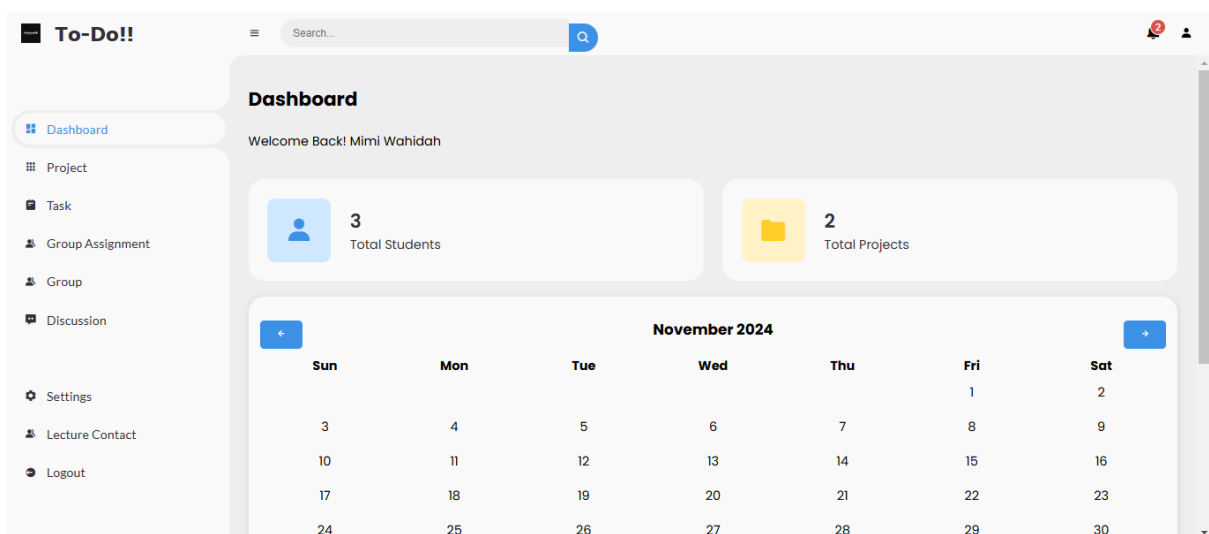 To-Do!!
Search...
2
Dashboard
Project
Task
Group Assignment
Group
Discussion
Settings
Lecture Contact
Logout
Dashboard
Welcome Back! Mimi Wahidah
3
Total Students
2
Total Projects
November 2024
Sun Mon Tue Wed Thu Fri Sat
1 2
3 4 5 6 7 8 9
10 11 12 13 14 15 16
17 18 19 20 21 22 23
24 25 26 27 28 29 30